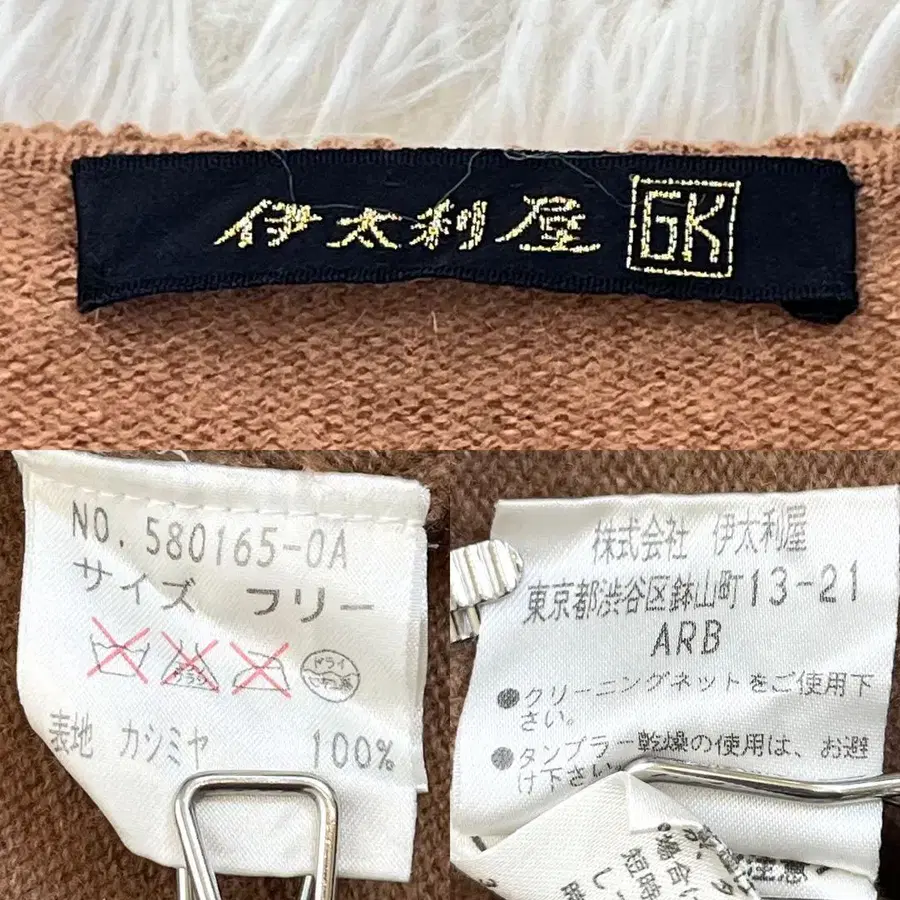 伊太利屋 GK
NO. 580165-0A
サイズ フリー
ドライ
表地 カシミヤ 100%
株式会社 伊太利屋
東京都渋谷区鉢山町13-21
ARB
●クリーニングネットをご使用下
さい。
●タンブラー乾燥の使用は、お避
け下さい